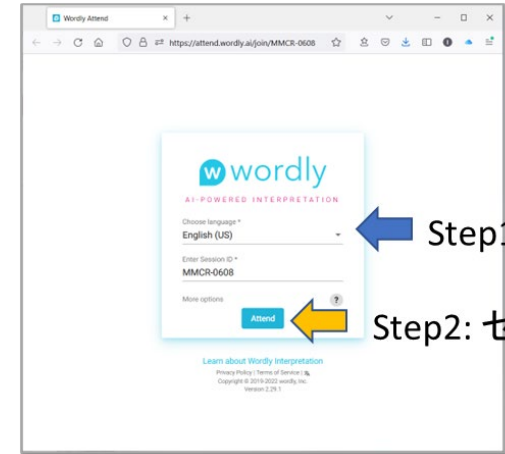 Wordly Attend
https://attend.wordly.ai/join/MMCR-0608
w wordly
AI-POWERED INTERPRETATION
Choose language *
English (US)
Step1
Enter Session ID *
MMCR-0608
More options
?
Attend
Step2: セ
Learn about Wordly Interpretation
Privacy Policy | Terms of Service |
Copyright © 2019-2022 wordly, Inc.
Version 2.29.1